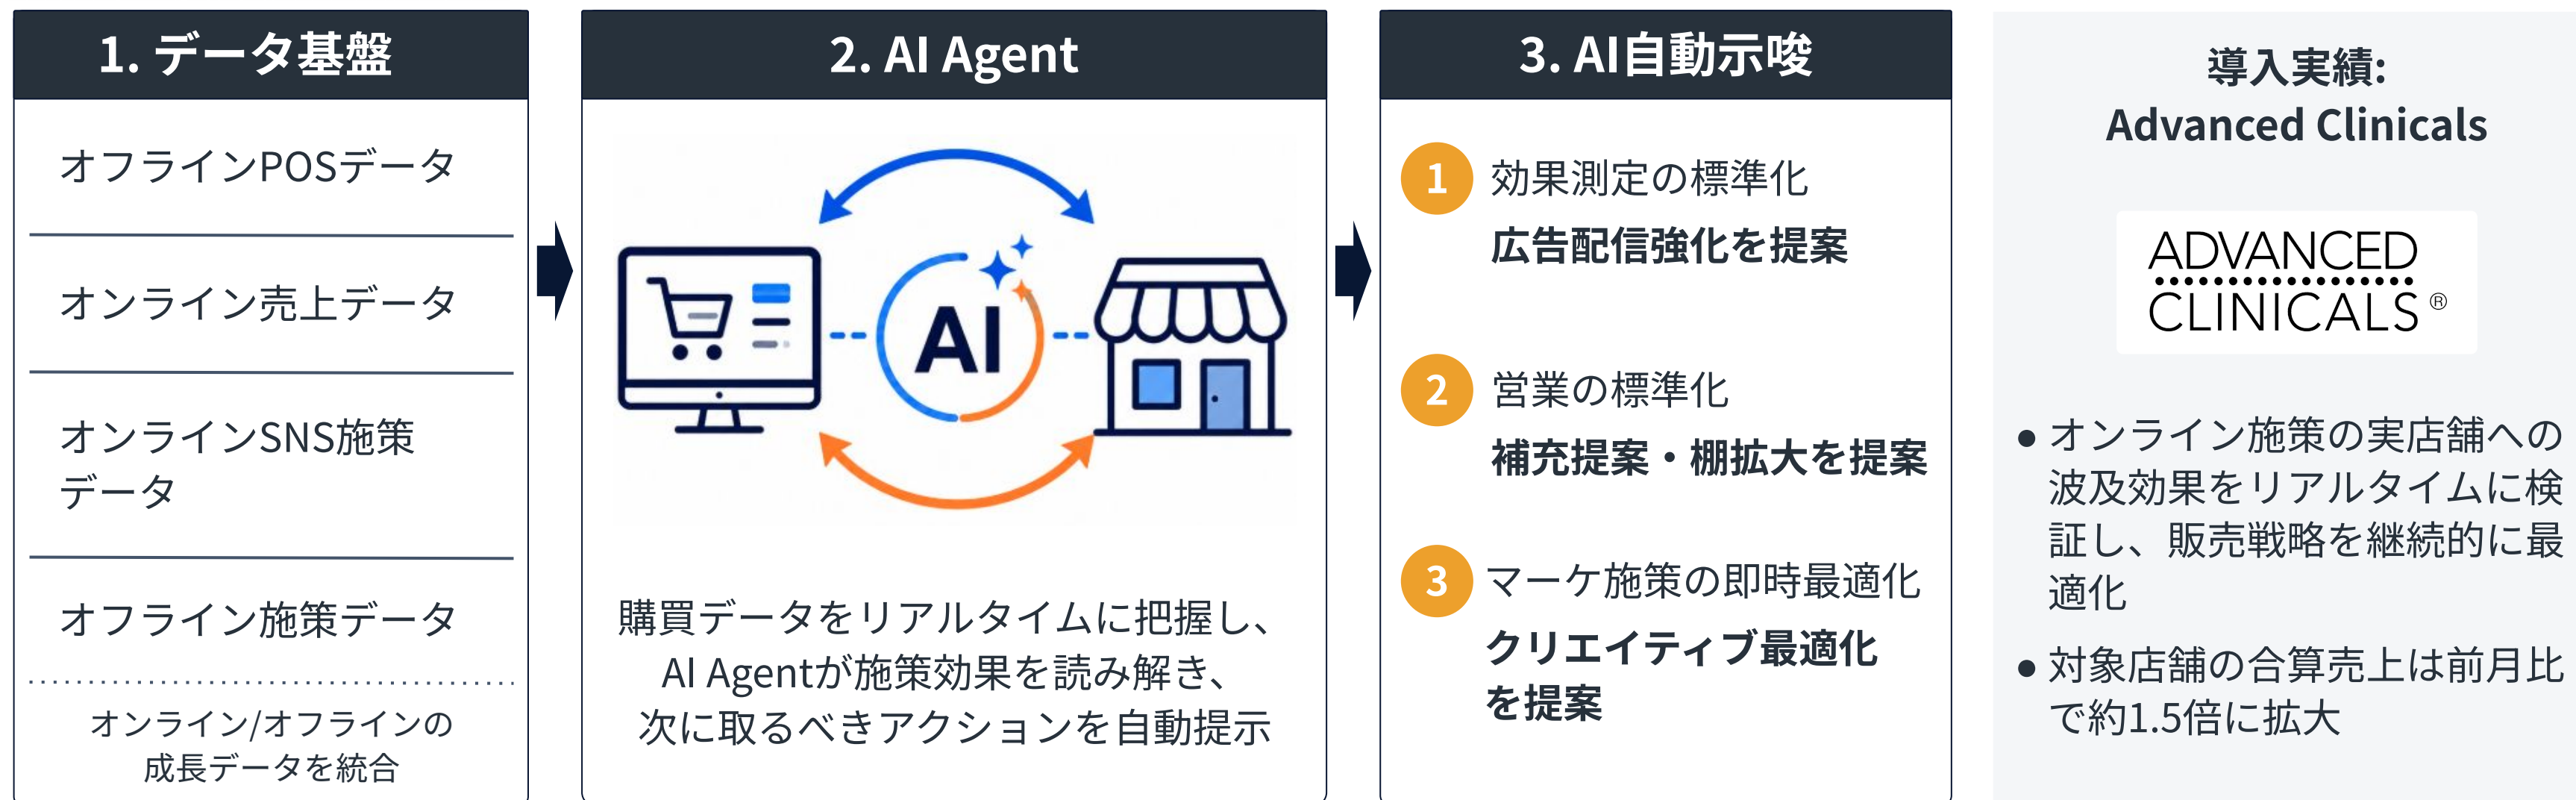 1. データ基盤
オフラインPOSデータ
オンライン売上データ
オンラインSNS施策
データ
オフライン施策データ
オンライン/オフラインの
成長データを統合
2. AI Agent
AI
購買データをリアルタイムに把握し、
AI Agentが施策効果を読み解き、
次に取るべきアクションを自動提示
3. AI自動示唆
1 効果測定の標準化
広告配信強化を提案
2 営業の標準化
補充提案・棚拡大を提案
3 マーケ施策の即時最適化
クリエイティブ最適化
を提案
導入実績:
Advanced Clinicals
ADVANCED
CLINICALS®
● オンライン施策の実店舗への
波及効果をリアルタイムに検
証し、販売戦略を継続的に最
適化
● 対象店舗の合算売上は前月比
で約1.5倍に拡大